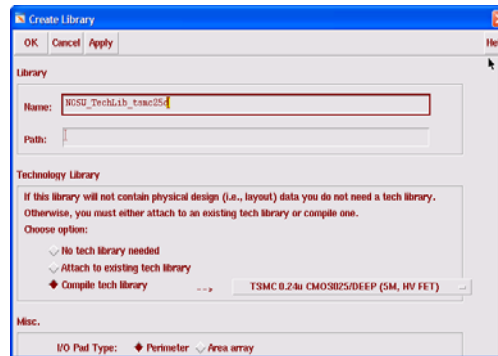 Create Library
OK Cancel Apply
Library
Name: NCSU_TechLib_tsmc25d
Path:
Technology Library
If this library will not contain physical design (i.e., layout) data you do not need a tech library.
Otherwise, you must either attach to an existing tech library or compile one.
Choose option:
No tech library needed
Attach to existing tech library
Compile tech library --> TSMC 0.24u CMOS025/DEEP (5M, HV FET)
Misc.
I/O Pad Type: Perimeter Area array